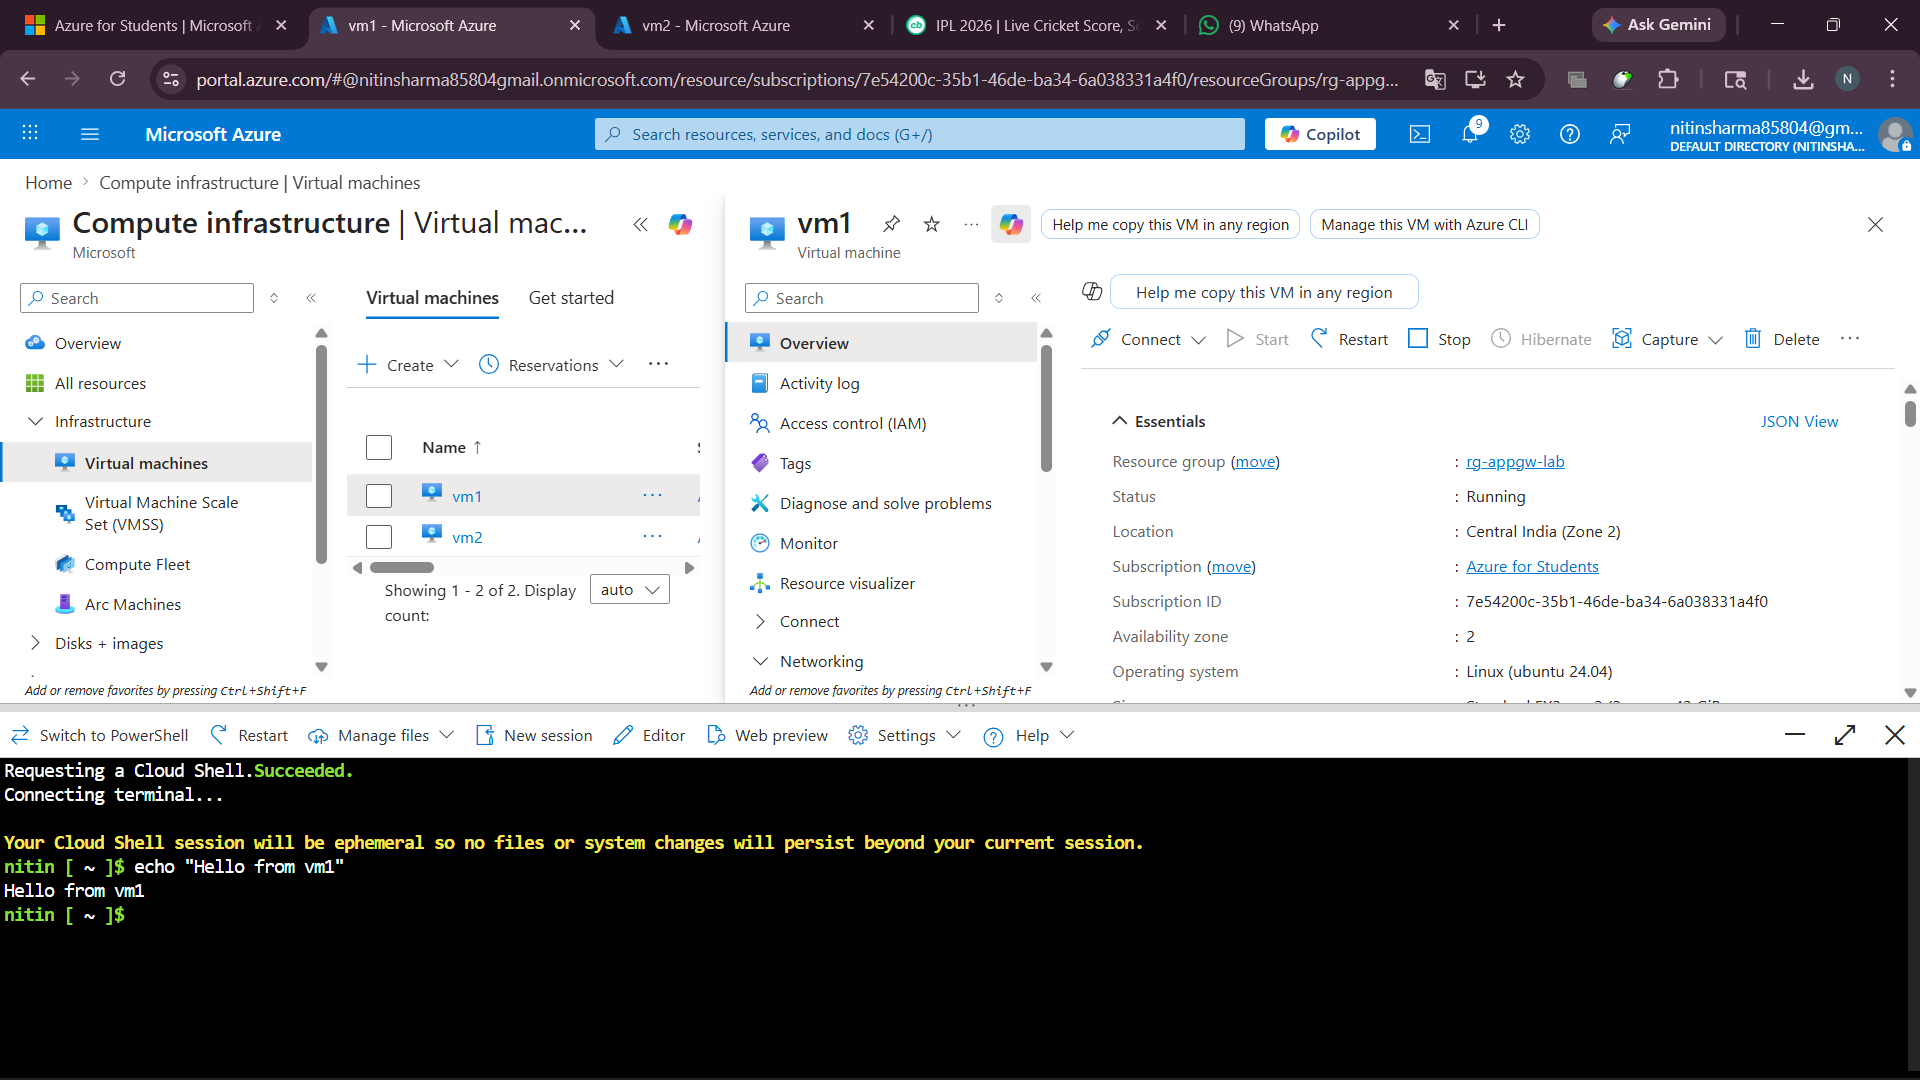 Azure for Students | Microsoft
vm1 - Microsoft Azure
vm2 - Microsoft Azure
IPL 2026 | Live Cricket Score, Sc
(9) WhatsApp
Ask Gemini
portal.azure.com/#@nitinsharma85804gmail.onmicrosoft.com/resource/subscriptions/7e54200c-35b1-46de-ba34-6a038331a4f0/resourceGroups/rg-appg...
N
Microsoft Azure
Search resources, services, and docs (G+/)
Copilot
9
nitinsharma85804@gm...
DEFAULT DIRECTORY (NITINSHA...
Home > Compute infrastructure | Virtual machines
Compute infrastructure | Virtual mac...
Microsoft
Search
Overview
All resources
Infrastructure
Virtual machines
Virtual Machine Scale
Set (VMSS)
Compute Fleet
Arc Machines
Disks + images
Add or remove favorites by pressing Ctrl+Shift+F
Virtual machines
Get started
Create
Reservations
Name ↑
vm1
vm2
Showing 1 - 2 of 2. Display
count:
auto
vm1
Virtual machine
Help me copy this VM in any region
Manage this VM with Azure CLI
Search
Overview
Activity log
Access control (IAM)
Tags
Diagnose and solve problems
Monitor
Resource visualizer
Connect
Networking
Add or remove favorites by pressing Ctrl+Shift+F
Help me copy this VM in any region
Connect
Start
Restart
Stop
Hibernate
Capture
Delete
Essentials
JSON View
Resource group (move) : rg-appgw-lab
Status : Running
Location : Central India (Zone 2)
Subscription (move) : Azure for Students
Subscription ID : 7e54200c-35b1-46de-ba34-6a038331a4f0
Availability zone : 2
Operating system : Linux (ubuntu 24.04)
Switch to PowerShell
Restart
Manage files
New session
Editor
Web preview
Settings
Help
Requesting a Cloud Shell.Succeeded.
Connecting terminal...
Your Cloud Shell session will be ephemeral so no files or system changes will persist beyond your current session.
nitin [ ~ ]$ echo "Hello from vm1"
Hello from vm1
nitin [ ~ ]$